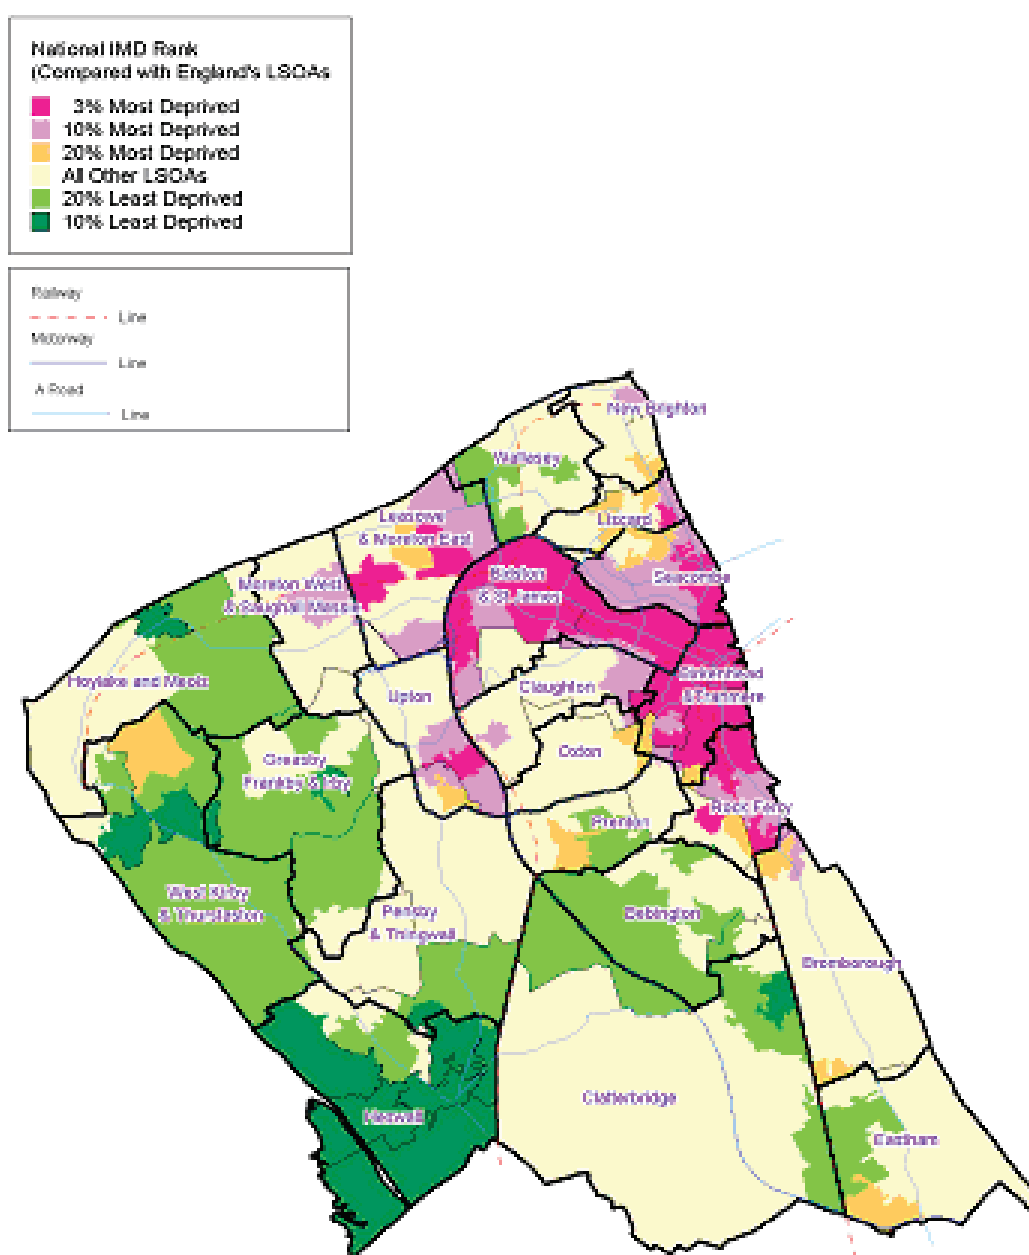 National IMD Rank
(Compared with England's LSOAs
3% Most Deprived
10% Most Deprived
20% Most Deprived
All Other LSOAs
20% Least Deprived
10% Least Deprived
Railway
Line
Motorway
Line
A Road
Line
New Brighton
Wallasey
Leasowe
& Moreton East
Liscard
Bidston
& St James
Seacombe
Moreton West
& Saughall Massie
Hoylake and Meols
Upton
Claughton
Birkenhead
& Tranmere
Oxton
Greasby
Frankby & Irby
Rock Ferry
Prenton
West Kirby
& Thurstaston
Pensby
& Thingwall
Bebington
Bromborough
Clatterbridge
Heswall
Eastham